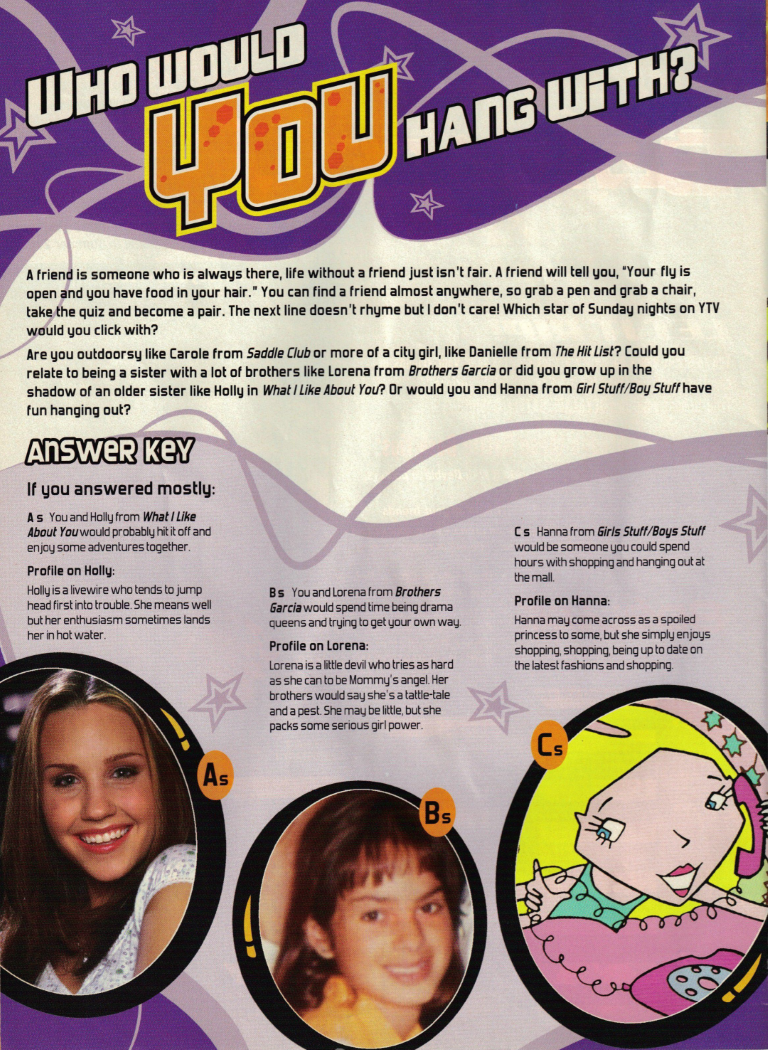 WHO WOULD
YOU HANG WITH?
A friend is someone who is always there, life without a friend just isn't fair. A friend will tell you, "Your fly is
open and you have food in your hair." You can find a friend almost anywhere, so grab a pen and grab a chair,
take the quiz and become a pair. The next line doesn't rhyme but I don't care! Which star of Sunday nights on YTV
would you click with?
Are you outdoorsy like Carole from Saddle Club or more of a city girl, like Danielle from The Hit List? Could you
relate to being a sister with a lot of brothers like Lorena from Brothers Garcia or did you grow up in the
shadow of an older sister like Holly in What I Like About You? Or would you and Hanna from Girl Stuff/Boy Stuff have
fun hanging out?
ANSWER KEY
If you answered mostly:
As You and Holly from What I Like
About You would probably hit it off and
enjoy some adventures together.
Profile on Holly:
Holly is a livewire who tends to jump
head first into trouble. She means well
but her enthusiasm sometimes lands
her in hot water.
Bs You and Lorena from Brothers
Garcia would spend time being drama
queens and trying to get your own way.
Profile on Lorena:
Lorena is a little devil who tries as hard
as she can to be Mommy's angel. Her
brothers would say she's a tattle-tale
and a pest. She may be little, but she
packs some serious girl power.
Cs Hanna from Girls Stuff/Boys Stuff
would be someone you could spend
hours with shopping and hanging out at
the mall.
Profile on Hanna:
Hanna may come across as a spoiled
princess to some, but she simply enjoys
shopping, shopping, being up to date on
the latest fashions and shopping.
As
Bs
Cs